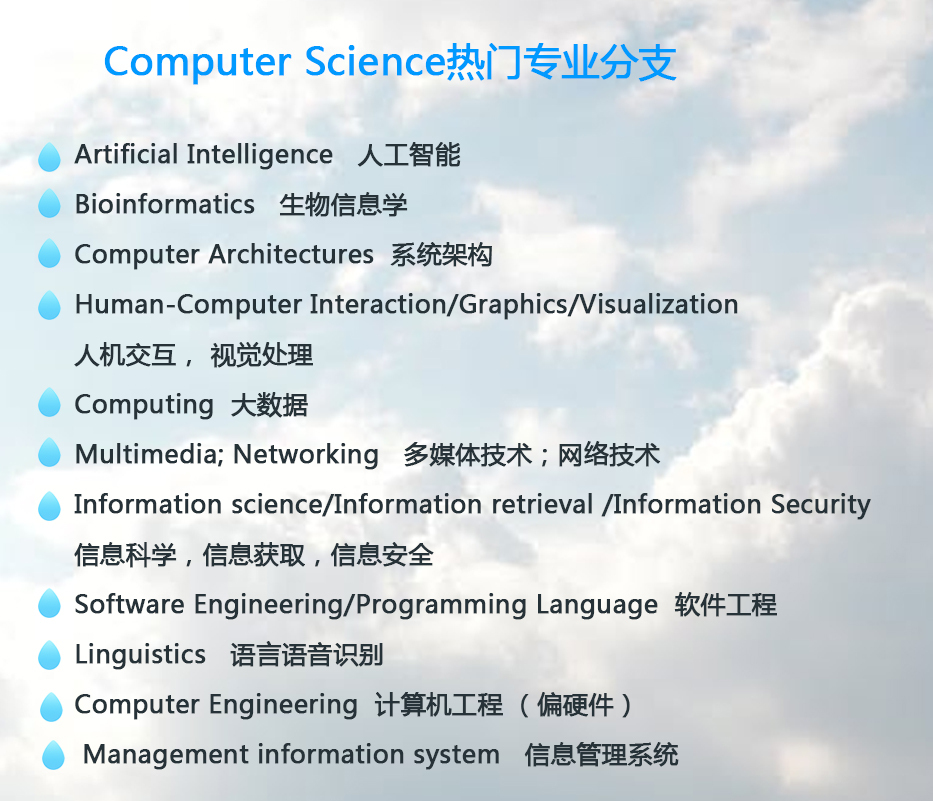 Computer Science热门专业分支
Artificial Intelligence 人工智能
Bioinformatics 生物信息学
Computer Architectures 系统架构
Human-Computer Interaction/Graphics/Visualization
人机交互， 视觉处理
Computing 大数据
Multimedia; Networking 多媒体技术；网络技术
Information science/Information retrieval /Information Security
信息科学，信息获取，信息安全
Software Engineering/Programming Language 软件工程
Linguistics 语言语音识别
Computer Engineering 计算机工程 （偏硬件）
Management information system 信息管理系统